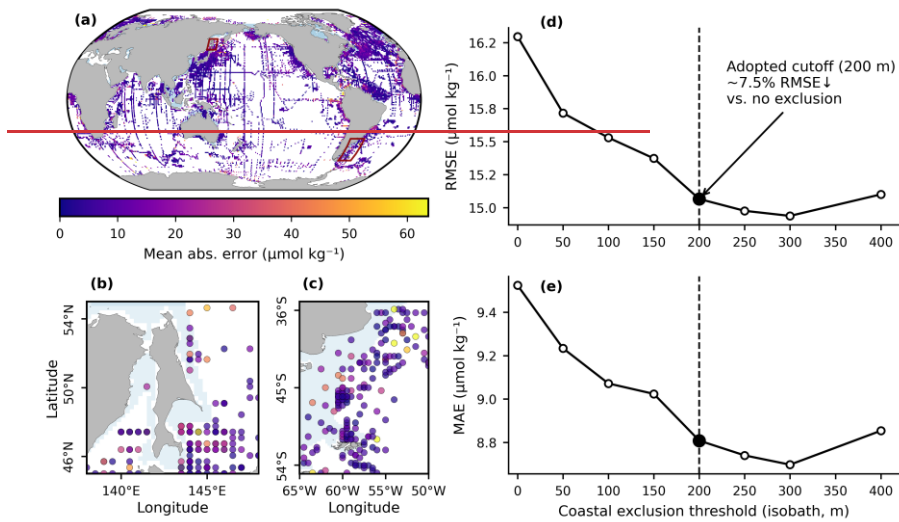 (a)
0 10 20 30 40 50 60
Mean abs. error (μmol kg⁻¹)
(b)
54°N
50°N
46°N
Latitude
140°E 145°E
Longitude
(c)
36°S
45°S
54°S
65°W 60°W 55°W 50°W
Longitude
(d)
16.2
16.0
15.8
15.5
15.2
15.0
RMSE (μmol kg⁻¹)
Adopted cutoff (200 m)
~7.5% RMSE↓
vs. no exclusion
0 50 100 150 200 250 300 350 400
(e)
9.4
9.2
9.0
8.8
MAE (μmol kg⁻¹)
0 50 100 150 200 250 300 350 400
Coastal exclusion threshold (isobath, m)